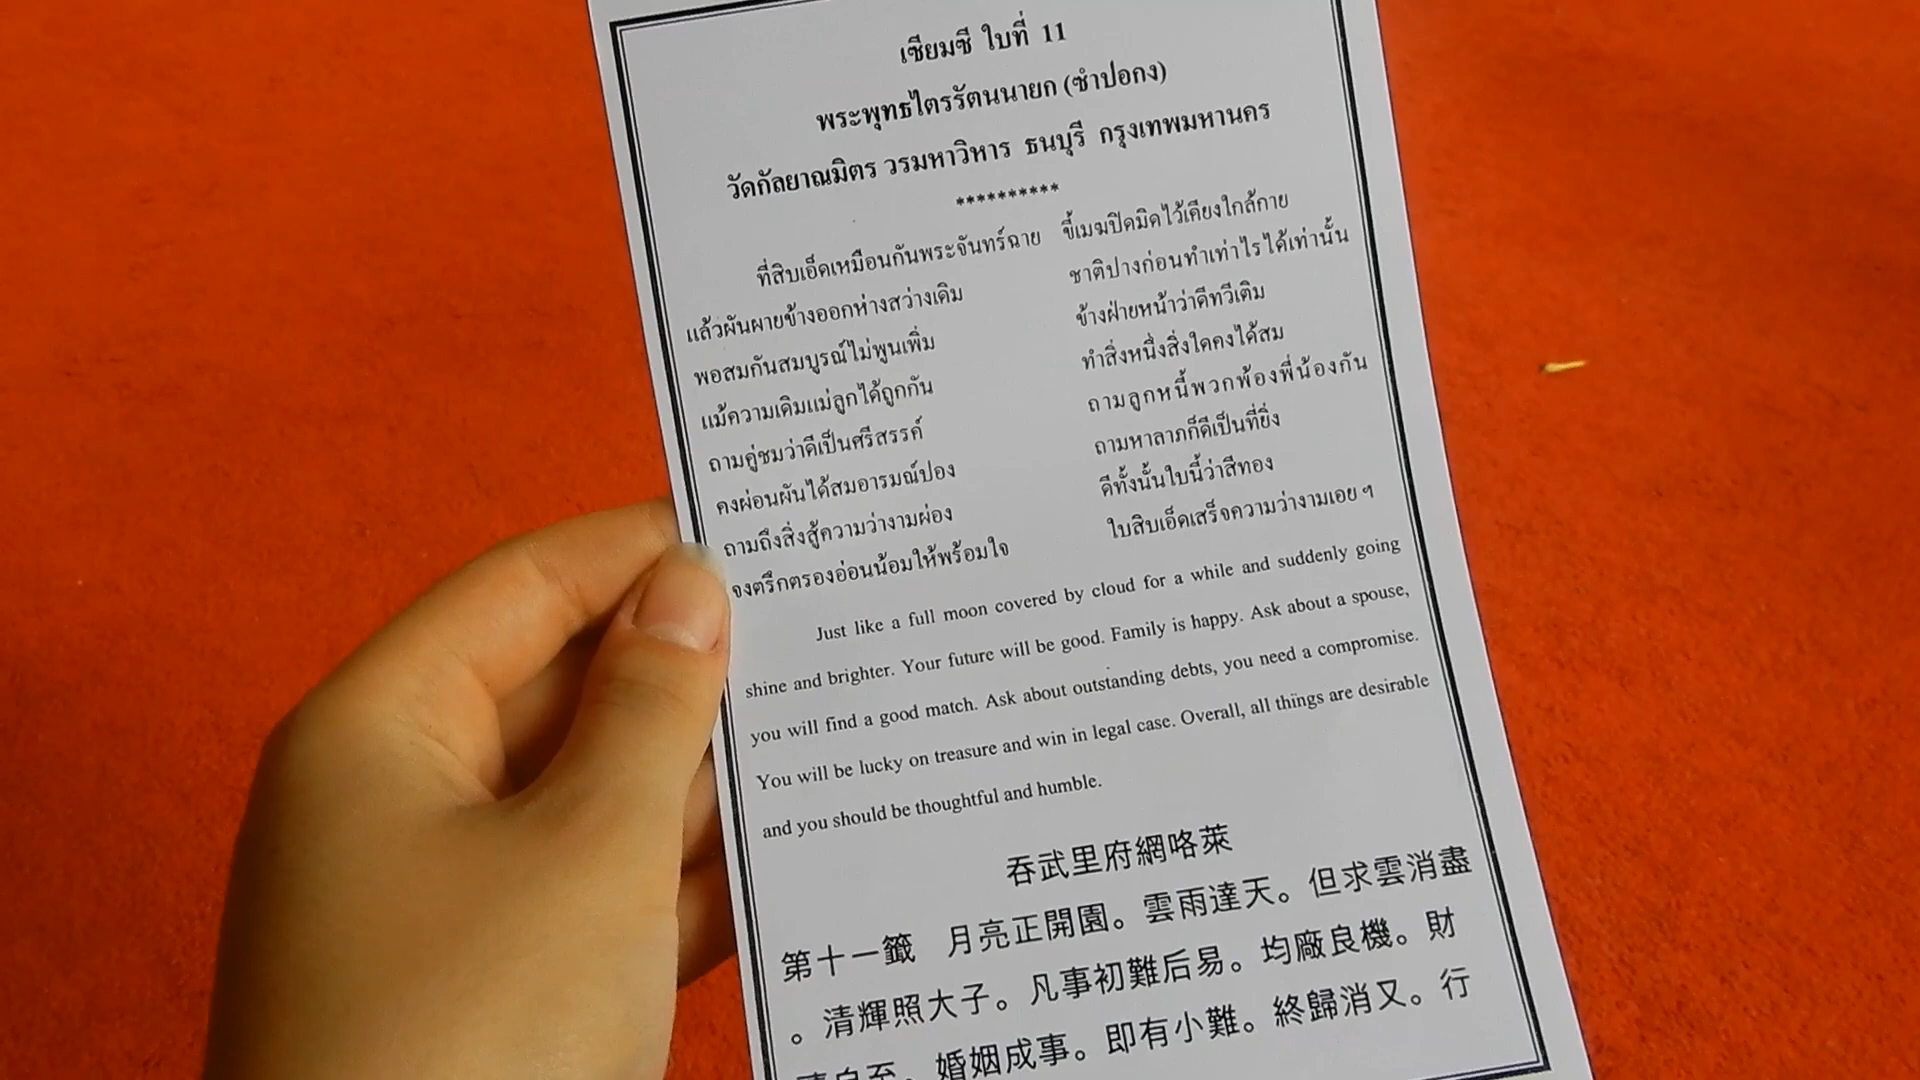 เซียมซี ใบที่ 11
พระพุทธไตรรัตนนายก (ซำปอกง)
วัดกัลยาณมิตร วรมหาวิหาร ธนบุรี กรุงเทพมหานคร
**********
ที่สิบเอ็ดเหมือนกันพระจันทร์ฉาย ขี้เมฆปิดมิดไว้เคียงใกล้กาย
แล้วผันผายข้างออกห่างสว่างเดิม ชาติปางก่อนทำเท่าไรได้เท่านั้น
พอสมกันสมบูรณ์ไม่พูนเพิ่ม ข้างฝ่ายหน้าว่าดีทวีเติม
แม้ความเดิมแม่ลูกได้ถูกกัน ทำสิ่งหนึ่งสิ่งใดคงได้สม
ถามคู่ชมว่าดีเป็นศรีสรรค์ ถามลูกหนี้พวกพ้องพี่น้องกัน
คงผ่อนผันได้สมอารมณ์ปอง ถามหาลาภก็ดีเป็นที่ยิ่ง
ถามถึงสิ่งสู้ความว่างามผ่อง ดีทั้งนั้นใบนี้ว่าสีทอง
จงตรึกตรองอ่อนน้อมให้พร้อมใจ ใบสิบเอ็ดเสร็จความว่างามเอย ฯ
Just like a full moon covered by cloud for a while and suddenly going
shine and brighter. Your future will be good. Family is happy. Ask about a spouse,
you will find a good match. Ask about outstanding debts, you need a compromise.
You will be lucky on treasure and win in legal case. Overall, all things are desirable
and you should be thoughtful and humble.
吞武里府網咯萊
第十一籤 月亮正開園。雲雨達天。但求雲消盡
。清輝照大子。凡事初難后易。均廠良機。財
自至。婚姻成事。即有小難。終歸消又。行